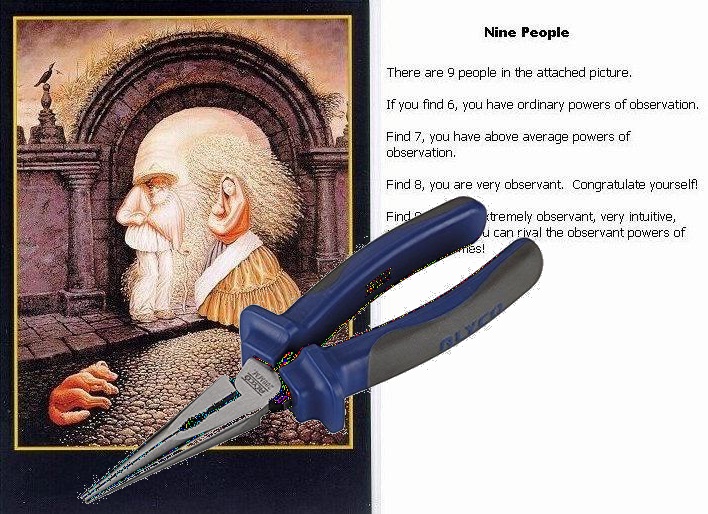 Nine People
There are 9 people in the attached picture.
If you find 6, you have ordinary powers of observation.
Find 7, you have above average powers of
observation.
Find 8, you are very observant.  Congratulate yourself!
Find extremely observant, very intuitive,
can rival the observant powers of
GLYCO